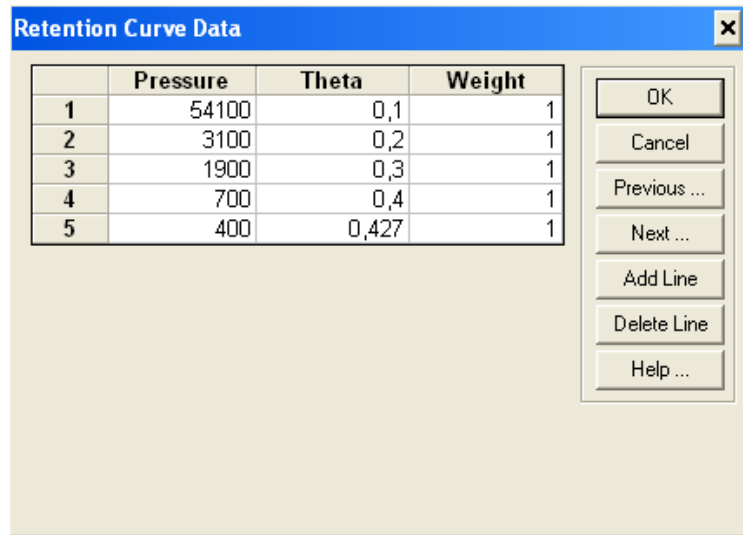 Retention Curve Data
Pressure Theta Weight
1 54100 0,1 1
2 3100 0,2 1
3 1900 0,3 1
4 700 0,4 1
5 400 0,427 1
OK
Cancel
Previous ...
Next ...
Add Line
Delete Line
Help ...